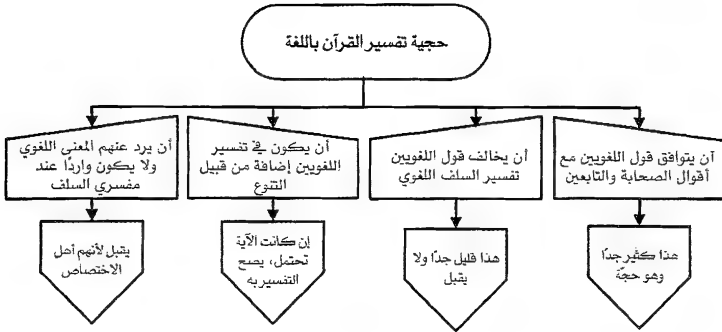 حجية تفسير القرآن باللغة
أن يتوافق قول اللغويين مع
أقوال الصحابة والتابعين
أن يخالف قول اللغويين
تفسير السلف اللغوي
أن يكون في تفسير
اللغويين إضافة من قبيل
التنوع
أن يرد عنهم المعنى اللغوي
ولا يكون واردًا عند
مفسري السلف
هذا كثير جدًا
وهو حجّة
هذا قليل جدًا ولا
يقبل
إن كانت الآية
تحتمل، يصح
التفسير به
يقبل لأنهم أهل
الاختصاص